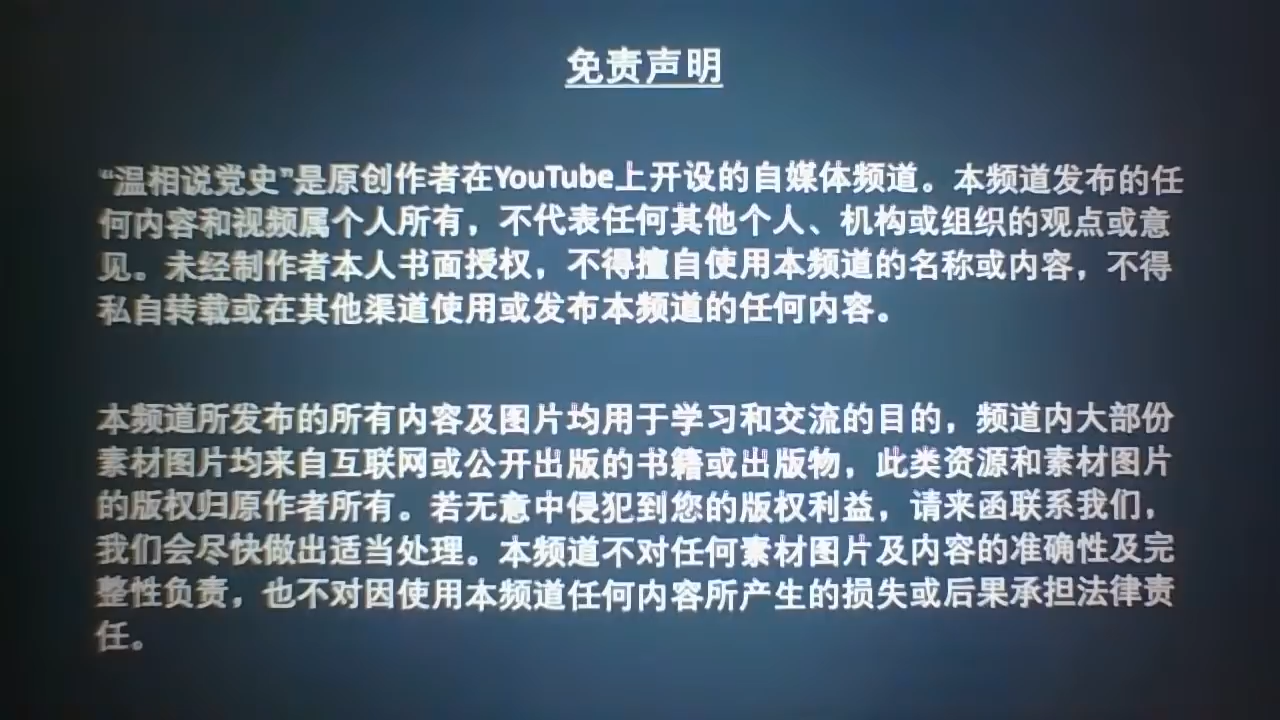 免责声明
“温相说党史”是原创作者在YouTube上开设的自媒体频道。本频道发布的任
何内容和视频属个人所有，不代表任何其他个人、机构或组织的观点或意
见。未经制作者本人书面授权，不得擅自使用本频道的名称或内容，不得
私自转载或在其他渠道使用或发布本频道的任何内容。
本频道所发布的所有内容及图片均用于学习和交流的目的，频道内大部份
素材图片均来自互联网或公开出版的书籍或出版物，此类资源和素材图片
的版权归原作者所有。若无意中侵犯到您的版权利益，请来函联系我们，
我们会尽快做出适当处理。本频道不对任何素材图片及内容的准确性及完
整性负责，也不对因使用本频道任何内容所产生的损失或后果承担法律责
任。